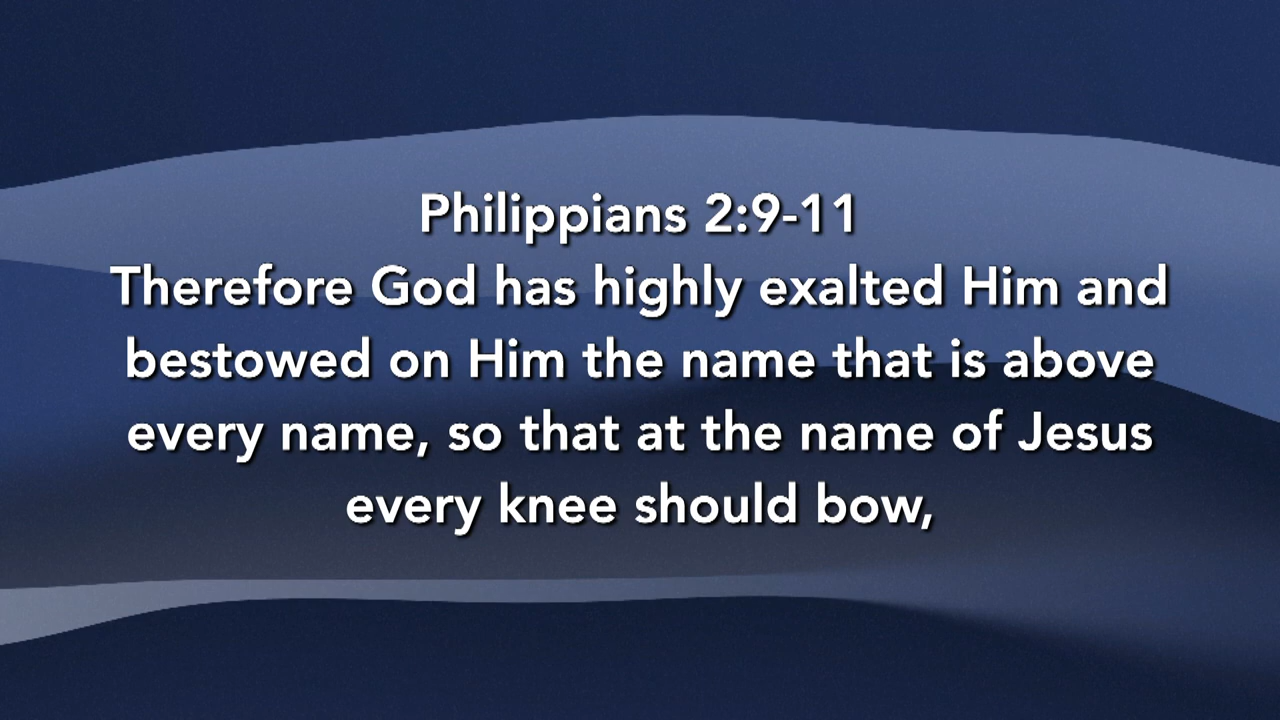 Philippians 2:9-11
Therefore God has highly exalted Him and
bestowed on Him the name that is above
every name, so that at the name of Jesus
every knee should bow,